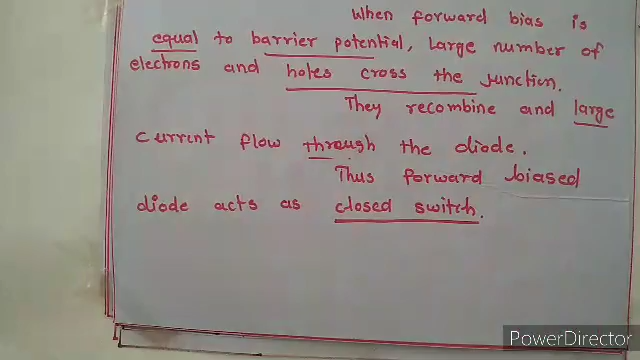 When forward bias is
equal to barrier potential, large number of
electrons and holes cross the junction.
They recombine and large
current flow through the diode.
Thus forward biased
diode acts as closed switch.
PowerDirector